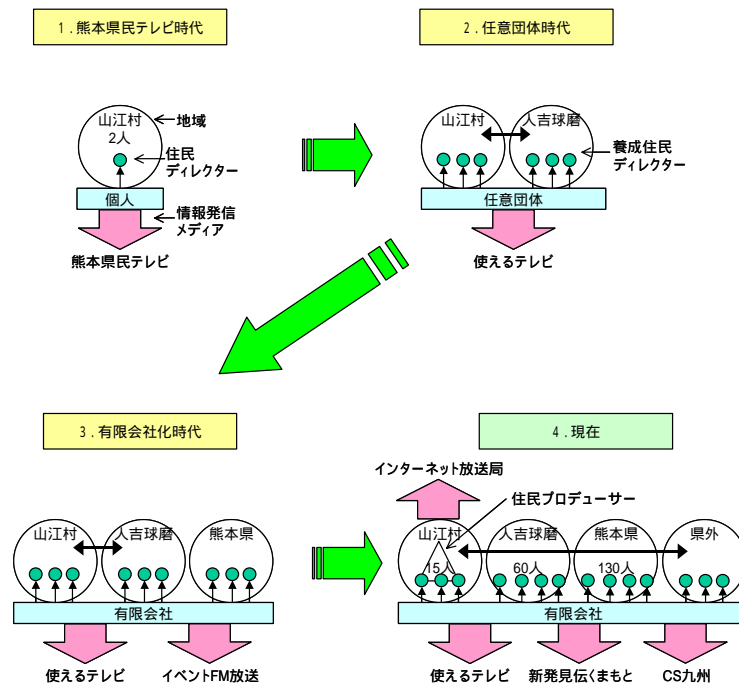 1．熊本県民テレビ時代
山江村
2人
地域
住民
ディレクター
個人
情報発信
メディア
熊本県民テレビ
2．任意団体時代
山江村
人吉球磨
養成住民
ディレクター
任意団体
使えるテレビ
3．有限会社化時代
山江村
人吉球磨
熊本県
有限会社
使えるテレビ
イベントFM放送
4．現在
インターネット放送局
住民プロデューサー
山江村
人吉球磨
熊本県
県外
15人
60人
130人
有限会社
使えるテレビ
新発見伝くまもと
CS九州